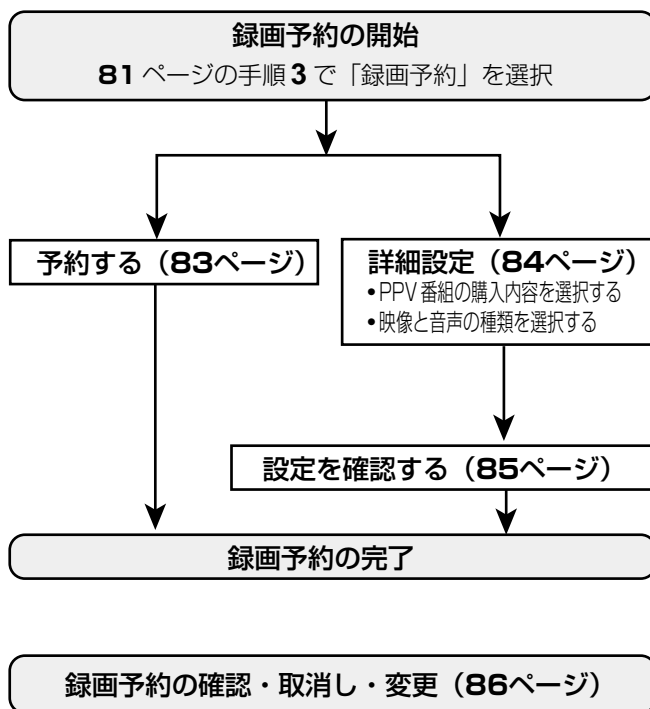 録画予約の開始
81 ページの手順 3 で「録画予約」を選択
予約する（83ページ）
詳細設定（84ページ）
•PPV 番組の購入内容を選択する
•映像と音声の種類を選択する
設定を確認する（85ページ）
録画予約の完了
録画予約の確認・取消し・変更（86ページ）